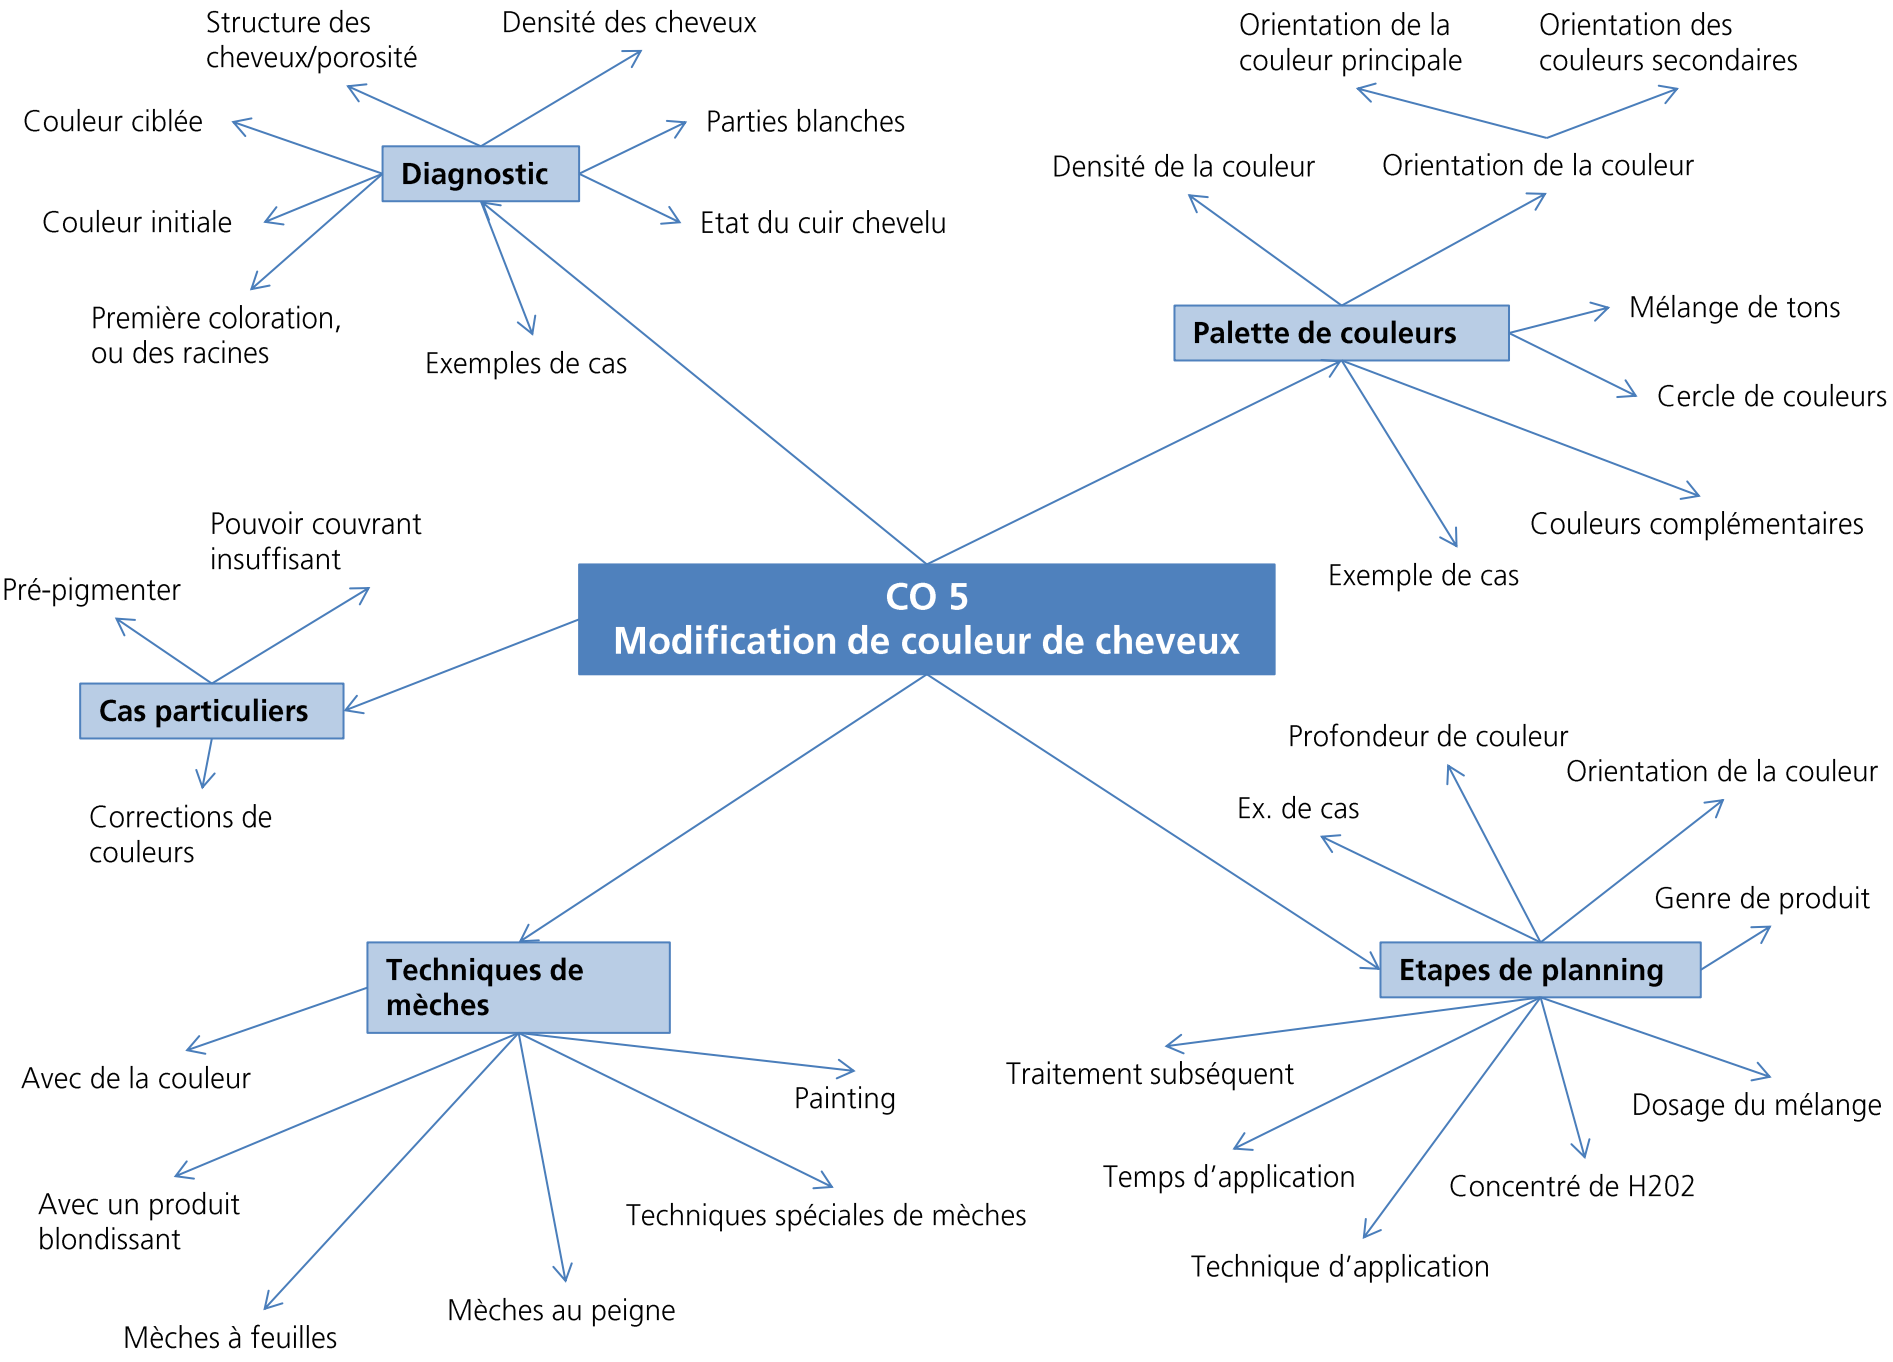 Structure des
cheveux/porosité
Densité des cheveux
Couleur ciblée
Parties blanches
Diagnostic
Couleur initiale
Etat du cuir chevelu
Première coloration,
ou des racines
Exemples de cas
Orientation de la
couleur principale
Orientation des
couleurs secondaires
Densité de la couleur
Orientation de la couleur
Palette de couleurs
Mélange de tons
Cercle de couleurs
Couleurs complémentaires
Exemple de cas
CO 5
Modification de couleur de cheveux
Pouvoir couvrant
insuffisant
Pré-pigmenter
Cas particuliers
Corrections de
couleurs
Techniques de
mèches
Avec de la couleur
Painting
Avec un produit
blondissant
Techniques spéciales de mèches
Mèches au peigne
Mèches à feuilles
Profondeur de couleur
Orientation de la couleur
Ex. de cas
Genre de produit
Etapes de planning
Traitement subséquent
Dosage du mélange
Temps d’application
Concentré de H202
Technique d’application